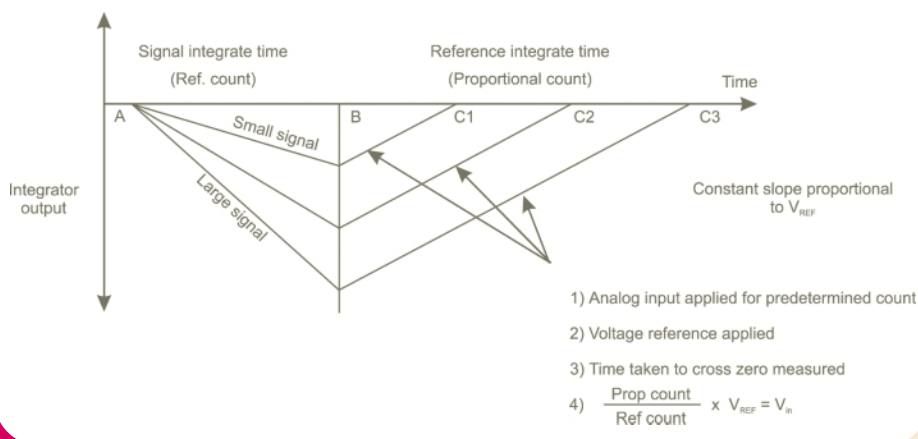 Signal integrate time
(Ref. count)
Reference integrate time
(Proportional count)
Time
A
B
C1
C2
C3
Small signal
Large signal
Integrator
output
Constant slope proportional
to VREF
1) Analog input applied for predetermined count
2) Voltage reference applied
3) Time taken to cross zero measured
4) Prop count / Ref count x VREF = Vin